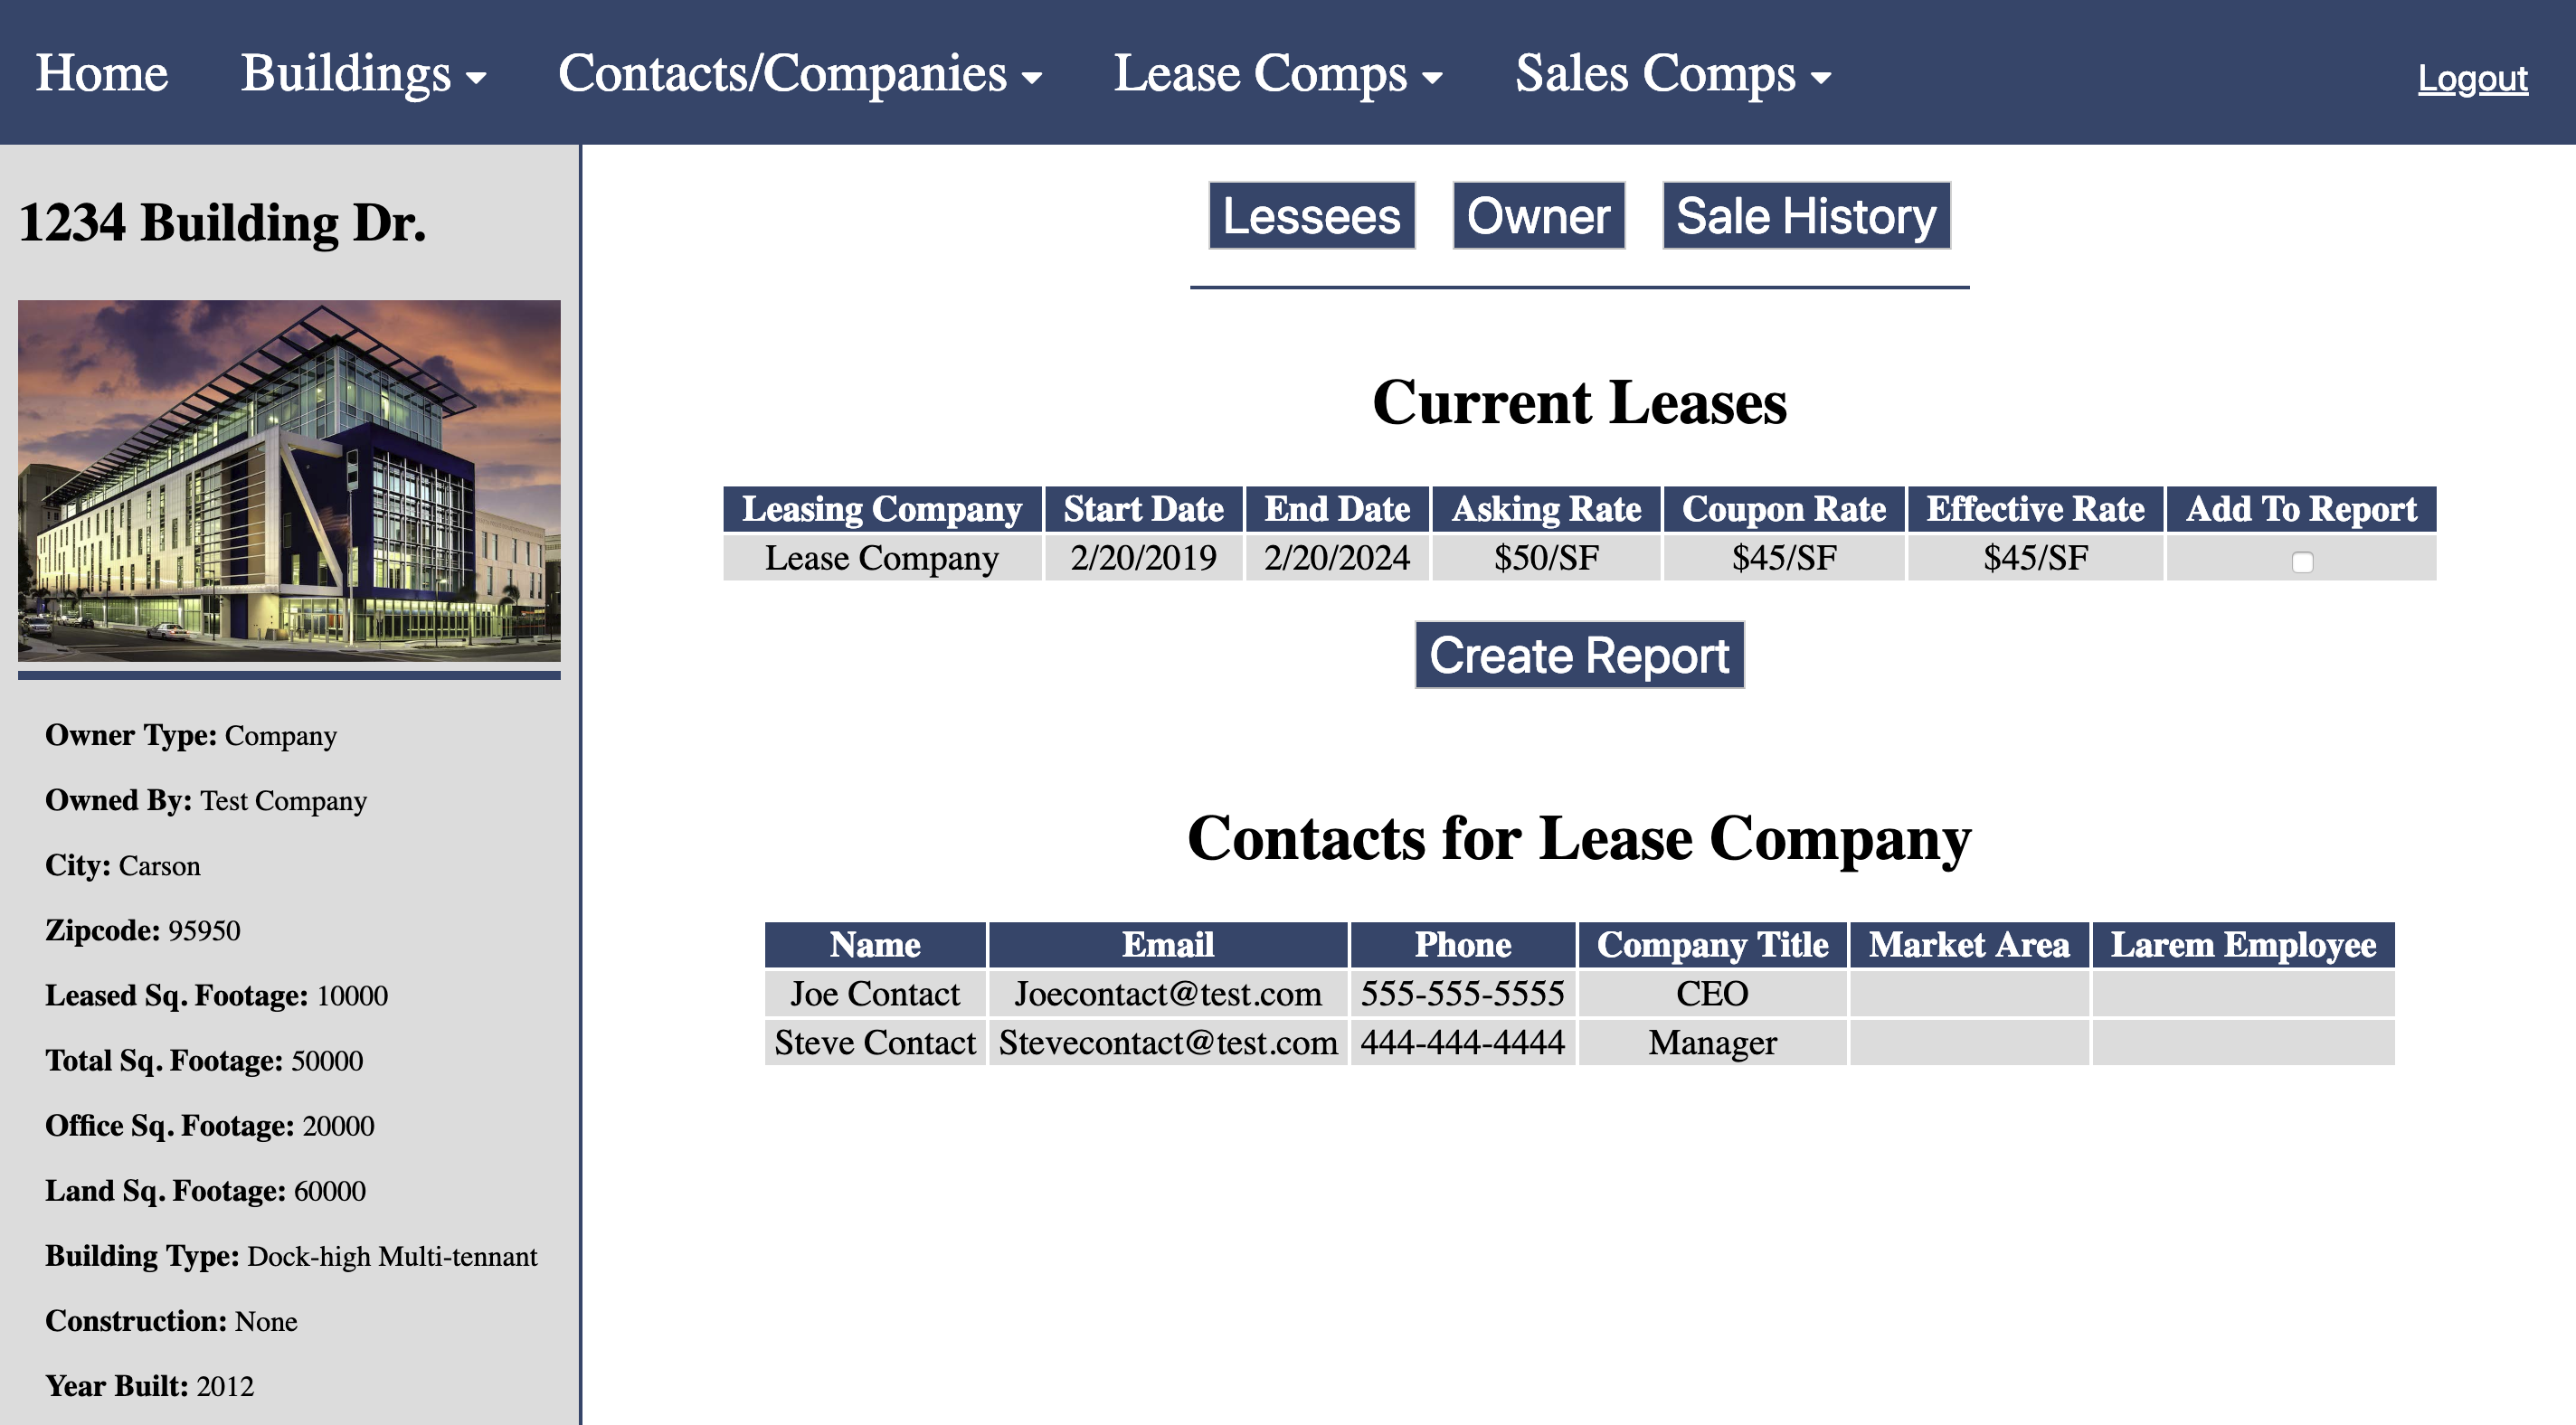 Home Buildings Contacts/Companies Lease Comps Sales Comps Logout
1234 Building Dr.
Owner Type: Company
Owned By: Test Company
City: Carson
Zipcode: 95950
Leased Sq. Footage: 10000
Total Sq. Footage: 50000
Office Sq. Footage: 20000
Land Sq. Footage: 60000
Building Type: Dock-high Multi-tennant
Construction: None
Year Built: 2012
Lessees Owner Sale History
Current Leases
Leasing Company Start Date End Date Asking Rate Coupon Rate Effective Rate Add To Report
Lease Company 2/20/2019 2/20/2024 $50/SF $45/SF $45/SF
Create Report
Contacts for Lease Company
Name Email Phone Company Title Market Area Larem Employee
Joe Contact Joecontact@test.com 555-555-5555 CEO
Steve Contact Stevecontact@test.com 444-444-4444 Manager